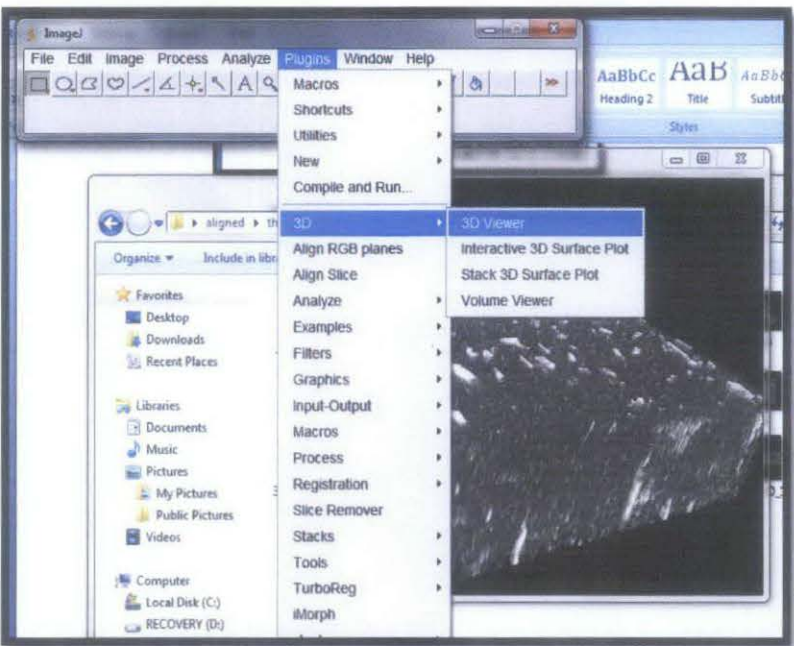 ImageJ
File Edit Image Process Analyze Plugins Window Help
A
AaBbCc AaB AaBb
Heading 2 Title Subtitl
Styles
Macros
Shortcuts
Utilities
New
Compile and Run...
aligned th
3D
3D Viewer
Interactive 3D Surface Plot
Stack 3D Surface Plot
Volume Viewer
Organize Include in libr
Align RGB planes
Align Slice
Analyze
Examples
Filters
Graphics
Input-Output
Macros
Process
Registration
Slice Remover
Stacks
Tools
TurboReg
iMorph
Favorites
Desktop
Downloads
Recent Places
Libraries
Documents
Music
Pictures
My Pictures
Public Pictures
Videos
Computer
Local Disk (C:)
RECOVERY (D:)